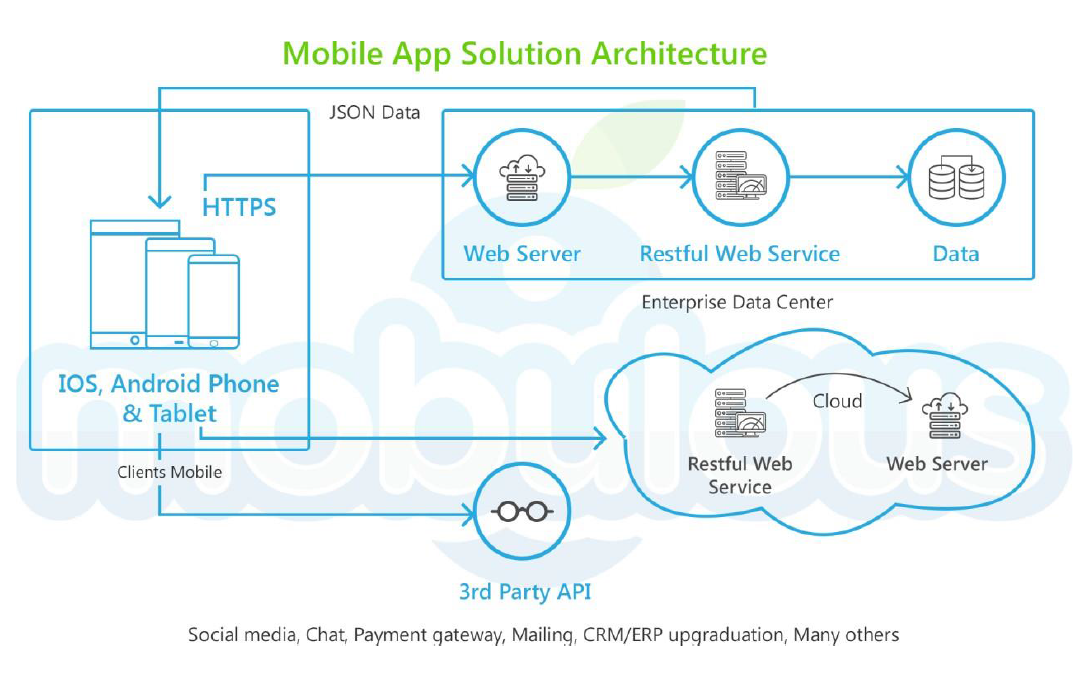 Mobile App Solution Architecture
JSON Data
HTTPS
Web Server
Restful Web Service
Data
Enterprise Data Center
IOS, Android Phone
& Tablet
Clients Mobile
Cloud
Restful Web
Service
Web Server
3rd Party API
Social media, Chat, Payment gateway, Mailing, CRM/ERP upgraduation, Many others
mobulous